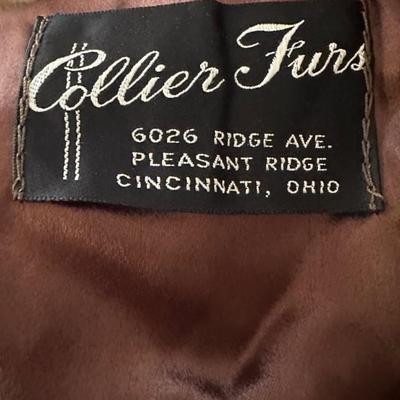 Collier Furs
6026 RIDGE AVE.
PLEASANT RIDGE
CINCINNATI, OHIO